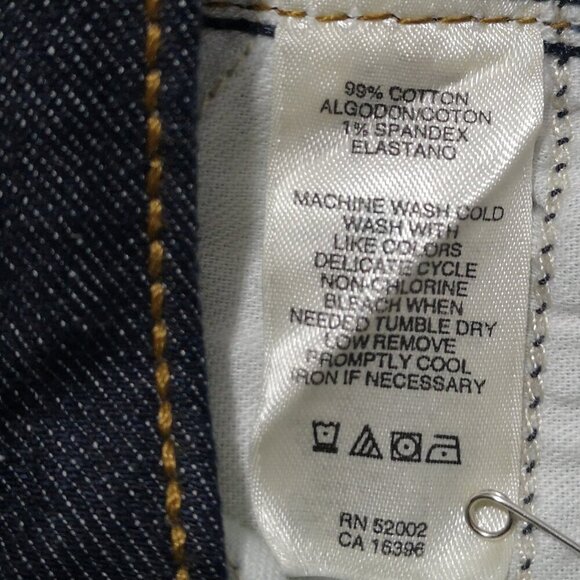 99% COTTON
ALGODON/COTON
1% SPANDEX
ELASTANO
MACHINE WASH COLD
WASH WITH
LIKE COLORS
DELICATE CYCLE
NON-CHLORINE
BLEACH WHEN
NEEDED TUMBLE DRY
LOW REMOVE
PROMPTLY COOL
IRON IF NECESSARY
RN 52002
CA 16396